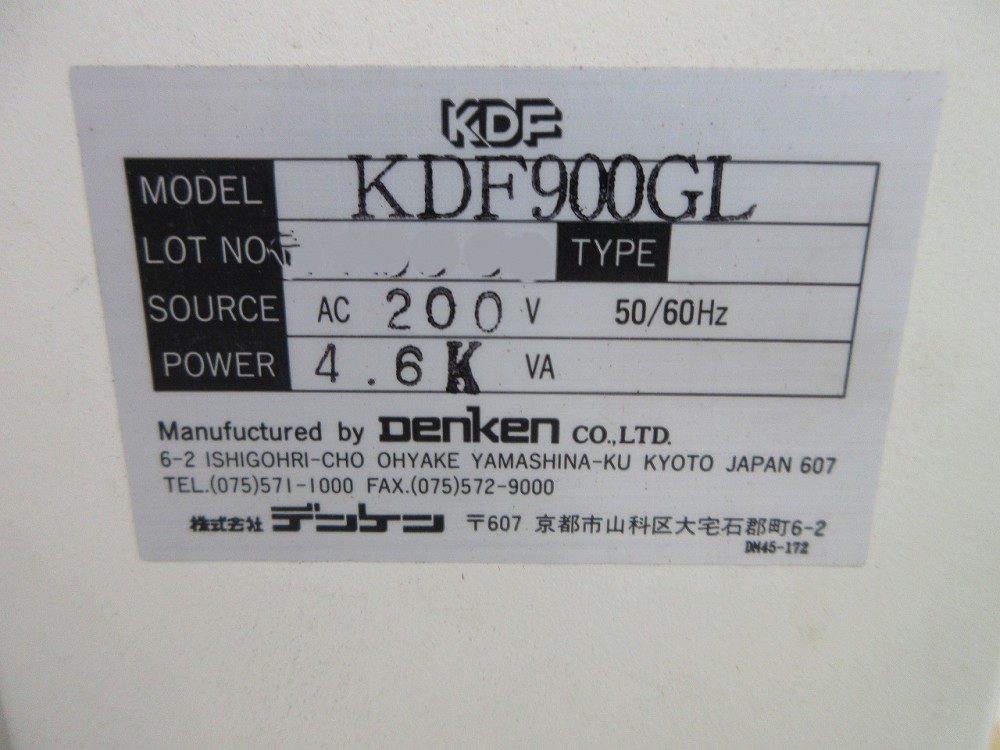 KDF
MODEL KDF900GL
LOT NO. TYPE
SOURCE AC 200 V 50/60Hz
POWER 4.6K VA
Manufuctured by Denken CO.,LTD.
6-2 ISHIGOHRI-CHO OHYAKE YAMASHINA-KU KYOTO JAPAN 607
TEL.(075)571-1000 FAX.(075)572-9000
株式会社 デンケン 〒607 京都市山科区大宅石郡町6-2
DN45-172